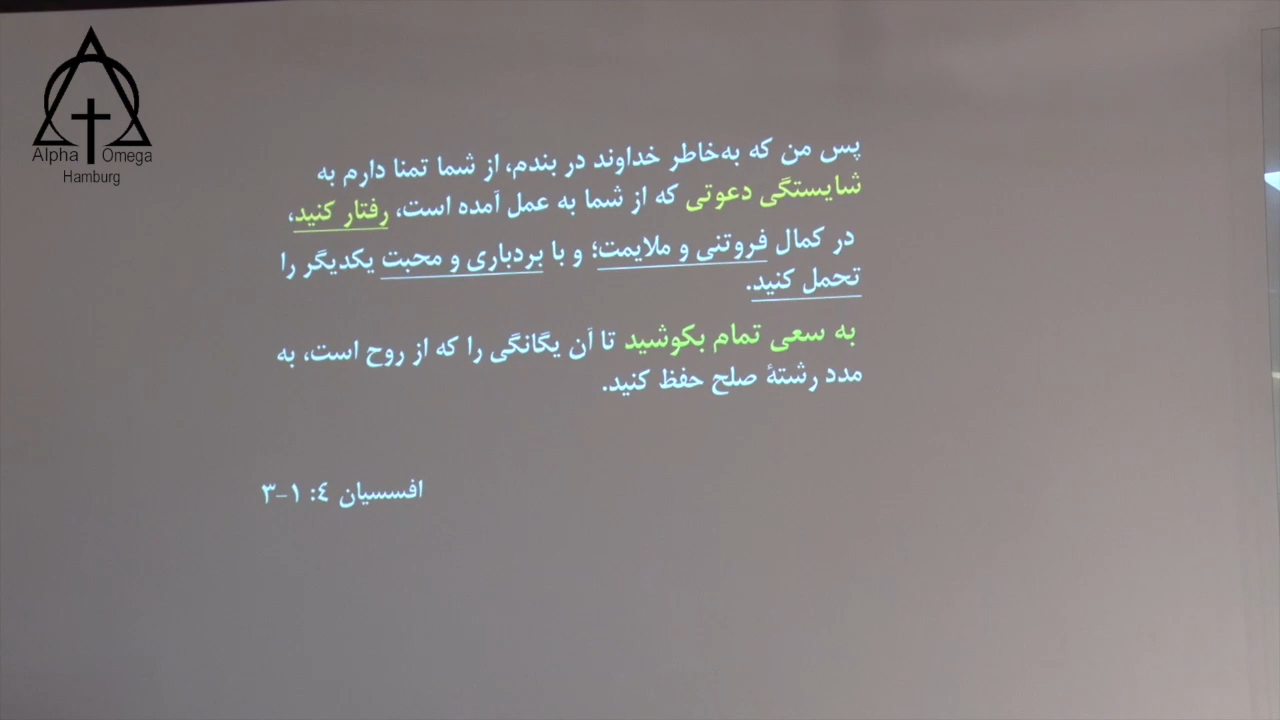 Alpha Omega
Hamburg
پس من که به‌خاطر خداوند در بندم، از شما تمنا دارم به
شایستگی دعوتی که از شما به عمل آمده است، رفتار کنید،
در کمال فروتنی و ملایمت؛ و با بردباری و محبت یکدیگر را
تحمل کنید.
به سعی تمام بکوشید تا آن یگانگی را که از روح است، به
مدد رشتهٔ صلح حفظ کنید.
افسسیان ٤: ۱-۳